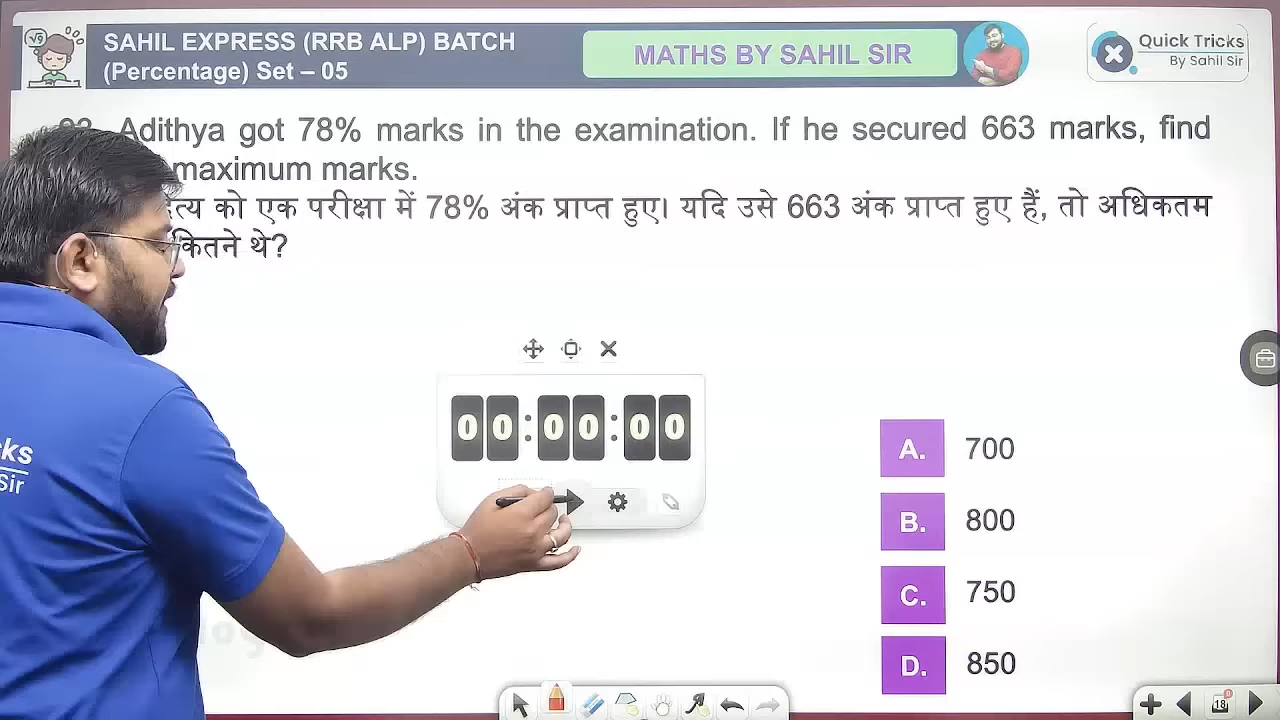 SAHIL EXPRESS (RRB ALP) BATCH
(Percentage) Set – 05
MATHS BY SAHIL SIR
Quick Tricks
By Sahil Sir
Adithya got 78% marks in the examination. If he secured 663 marks, find
maximum marks.
को एक परीक्षा में 78% अंक प्राप्त हुए। यदि उसे 663 अंक प्राप्त हुए हैं, तो अधिकतम
कितने थे?
00:00:00
A. 700
B. 800
C. 750
D. 850
Sir
18